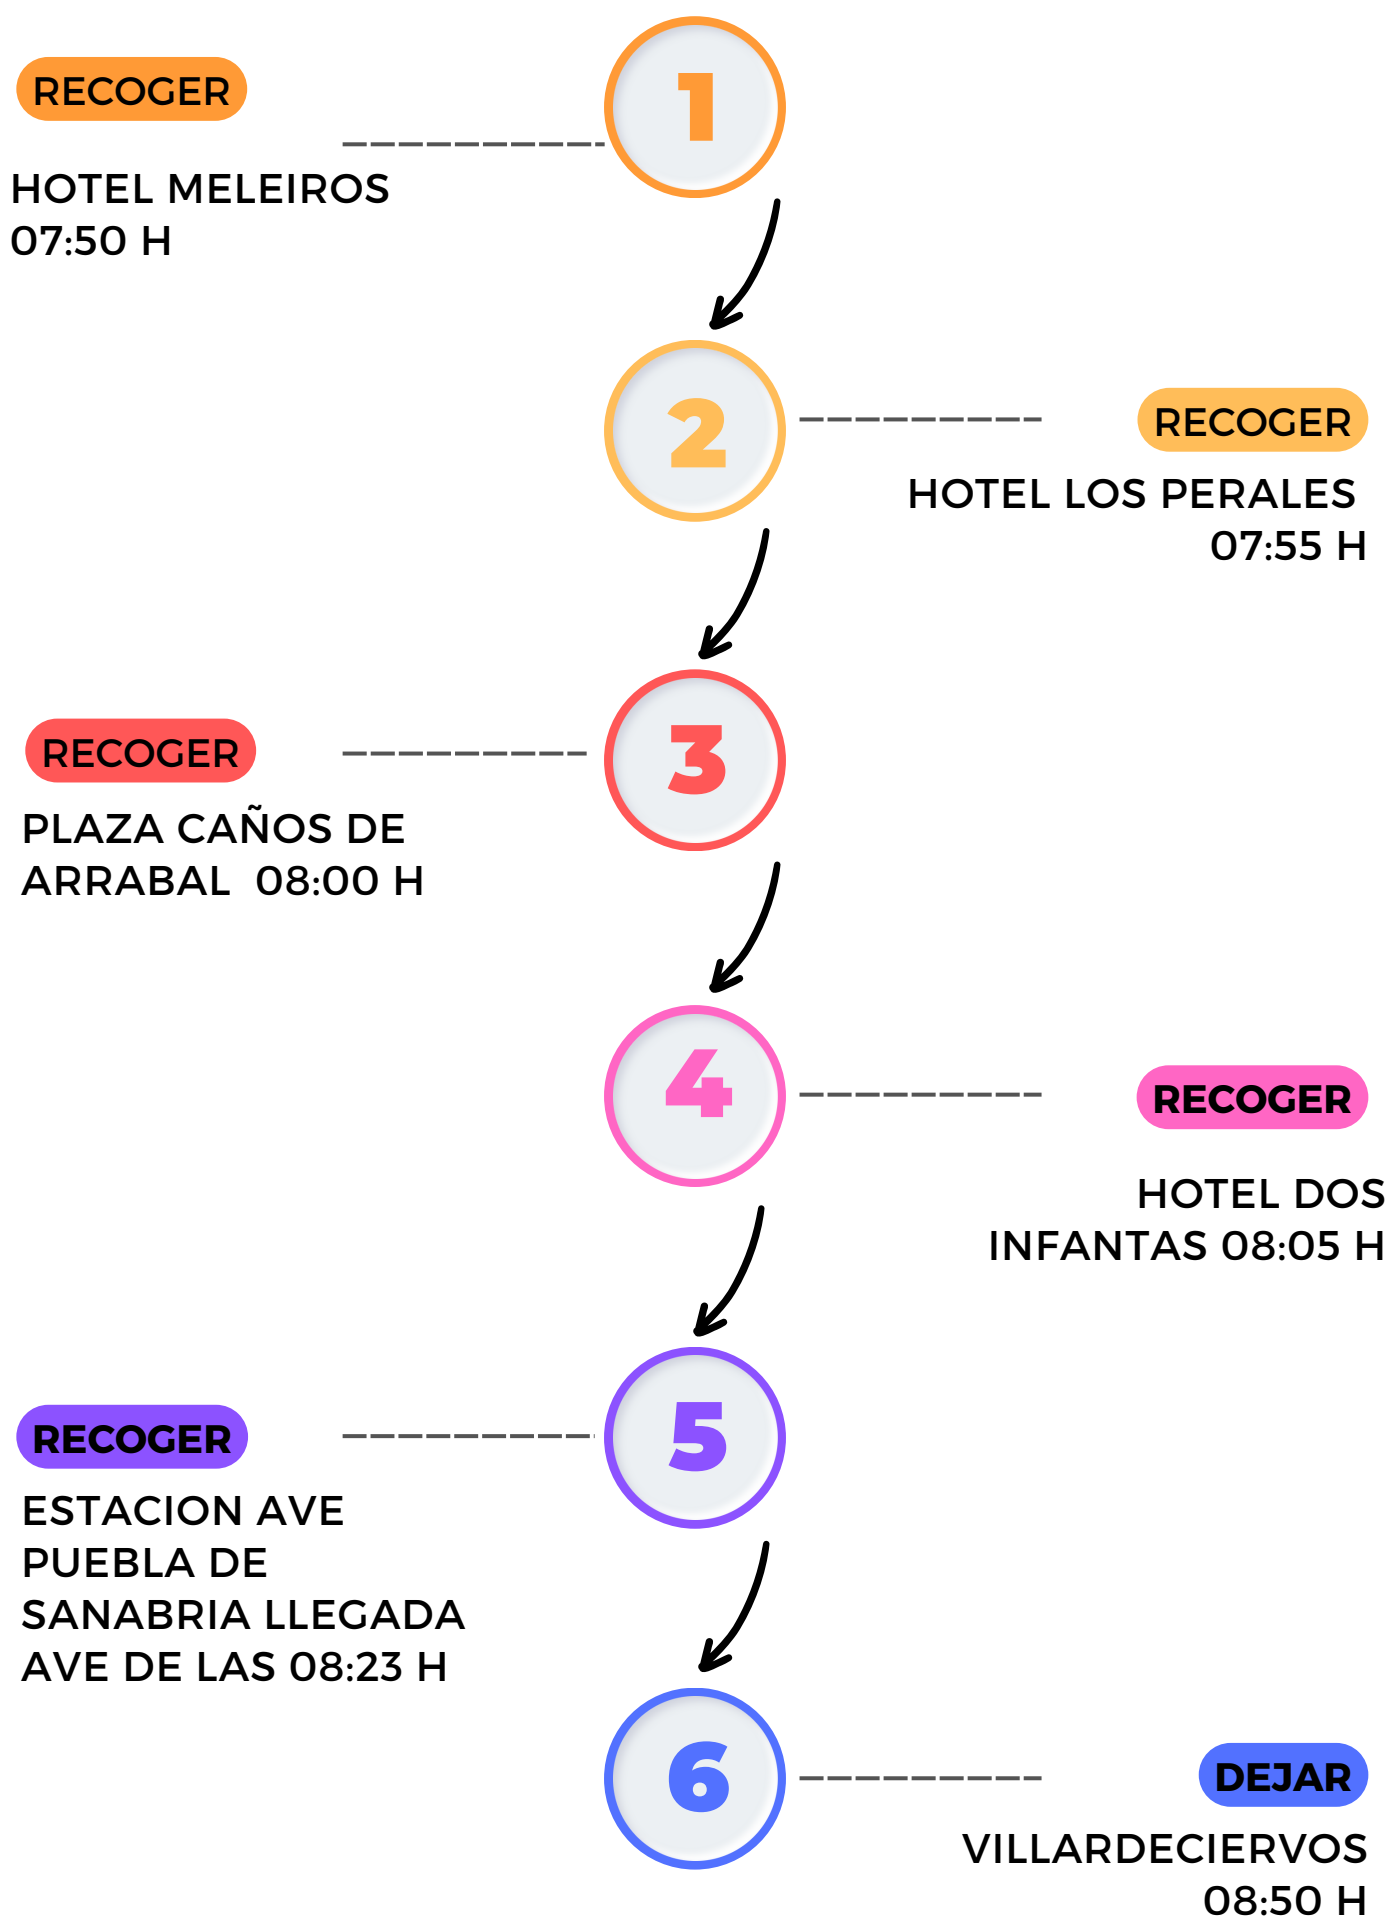 1
RECOGER
HOTEL MELEIROS
07:50 H
2
RECOGER
HOTEL LOS PERALES
07:55 H
3
RECOGER
PLAZA CAÑOS DE
ARRABAL  08:00 H
4
RECOGER
HOTEL DOS
INFANTAS 08:05 H
5
RECOGER
ESTACION AVE
PUEBLA DE
SANABRIA LLEGADA
AVE DE LAS 08:23 H
6
DEJAR
VILLARDECIERVOS
08:50 H